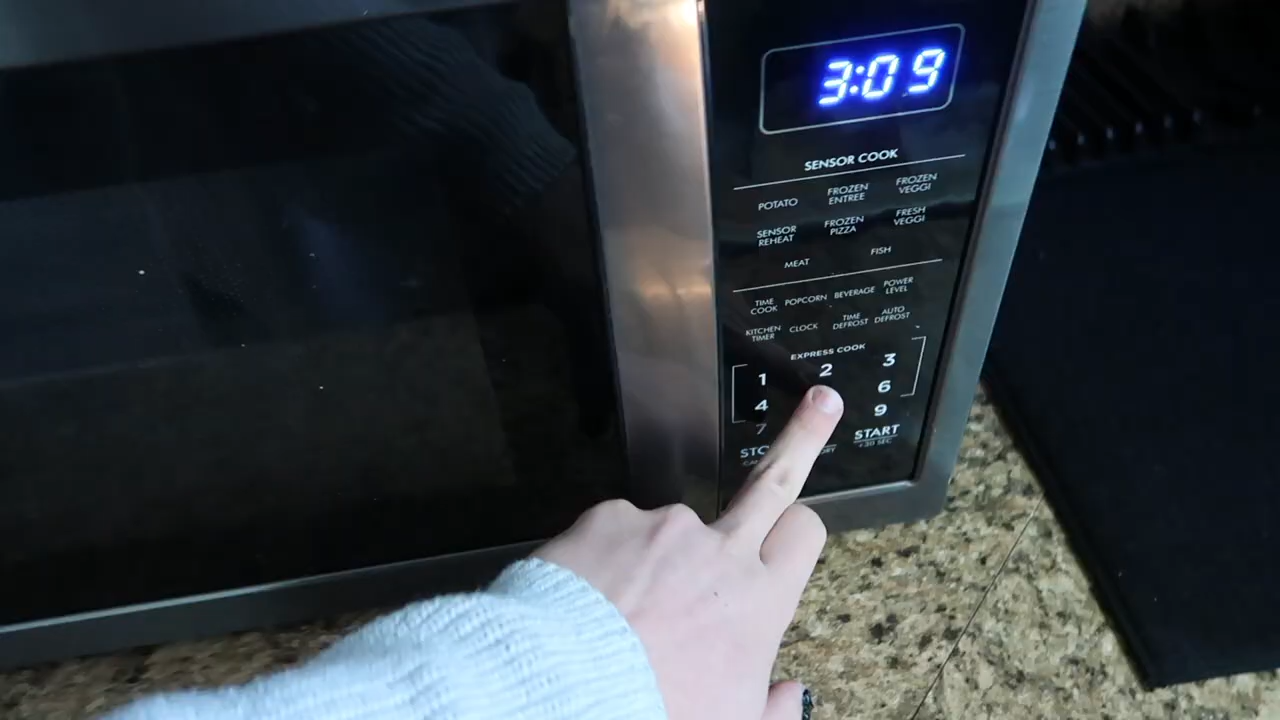 3:09
SENSOR COOK
POTATO
FROZEN
ENTREE
FROZEN
VEGGI
SENSOR
REHEAT
FROZEN
PIZZA
FRESH
VEGGI
MEAT
FISH
TIME
COOK
POPCORN
BEVERAGE
POWER
LEVEL
KITCHEN
TIMER
CLOCK
TIME
DEFROST
AUTO
DEFROST
EXPRESS COOK
1
2
3
4
6
7
9
START
+30 SEC